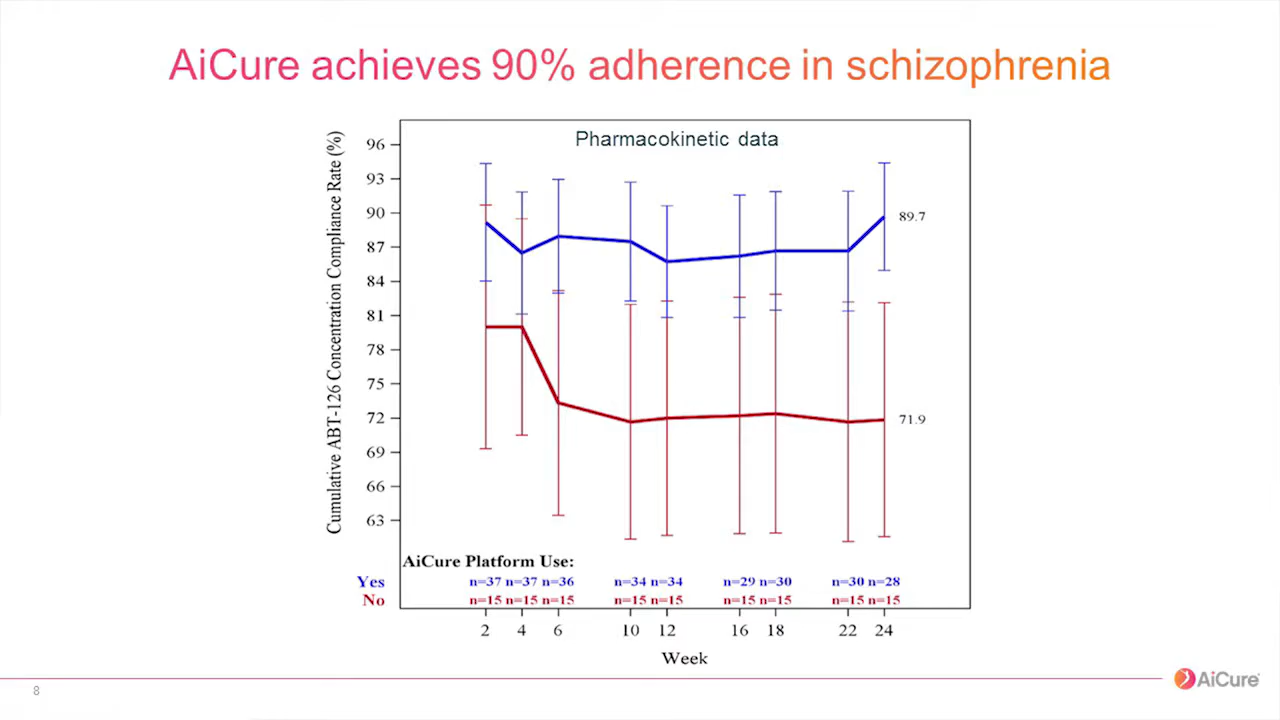 AiCure achieves 90% adherence in schizophrenia
Pharmacokinetic data
Cumulative ABT-126 Concentration Compliance Rate (%)
96
93
90
87
84
81
78
75
72
69
66
63
89.7
71.9
AiCure Platform Use:
Yes n=37 n=37 n=36 n=34 n=34 n=29 n=30 n=30 n=28
No n=15 n=15 n=15 n=15 n=15 n=15 n=15 n=15 n=15
2 4 6 10 12 16 18 22 24
Week
8
AiCure